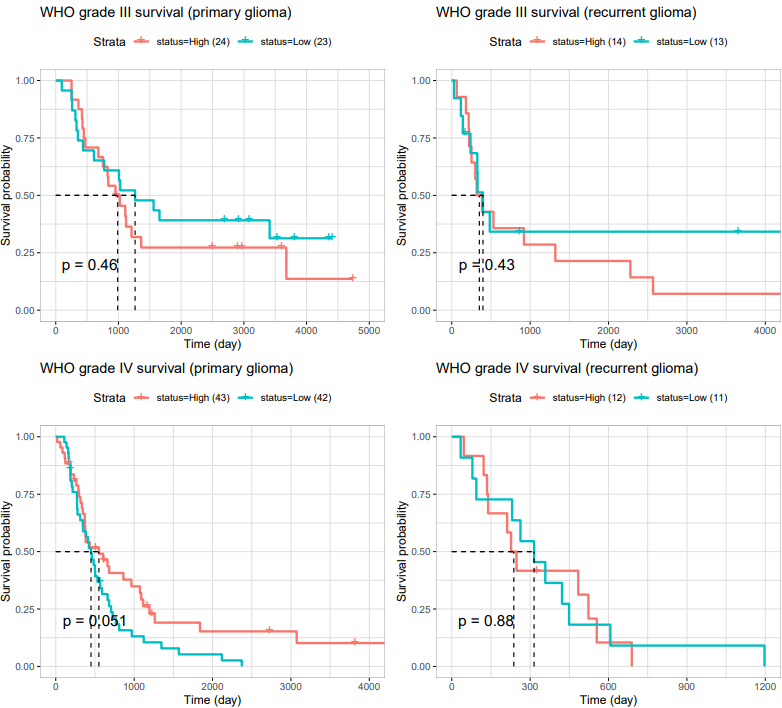 WHO grade III survival (primary glioma)
Strata status=High (24) status=Low (23)
Survival probability
1.00
0.75
0.50
0.25
0.00
p = 0.46
0 1000 2000 3000 4000 5000
Time (day)
WHO grade III survival (recurrent glioma)
Strata status=High (14) status=Low (13)
Survival probability
1.00
0.75
0.50
0.25
0.00
p = 0.43
0 1000 2000 3000 4000
Time (day)
WHO grade IV survival (primary glioma)
Strata status=High (43) status=Low (42)
Survival probability
1.00
0.75
0.50
0.25
0.00
p = 0.051
0 1000 2000 3000 4000
Time (day)
WHO grade IV survival (recurrent glioma)
Strata status=High (12) status=Low (11)
Survival probability
1.00
0.75
0.50
0.25
0.00
p = 0.88
0 300 600 900 1200
Time (day)